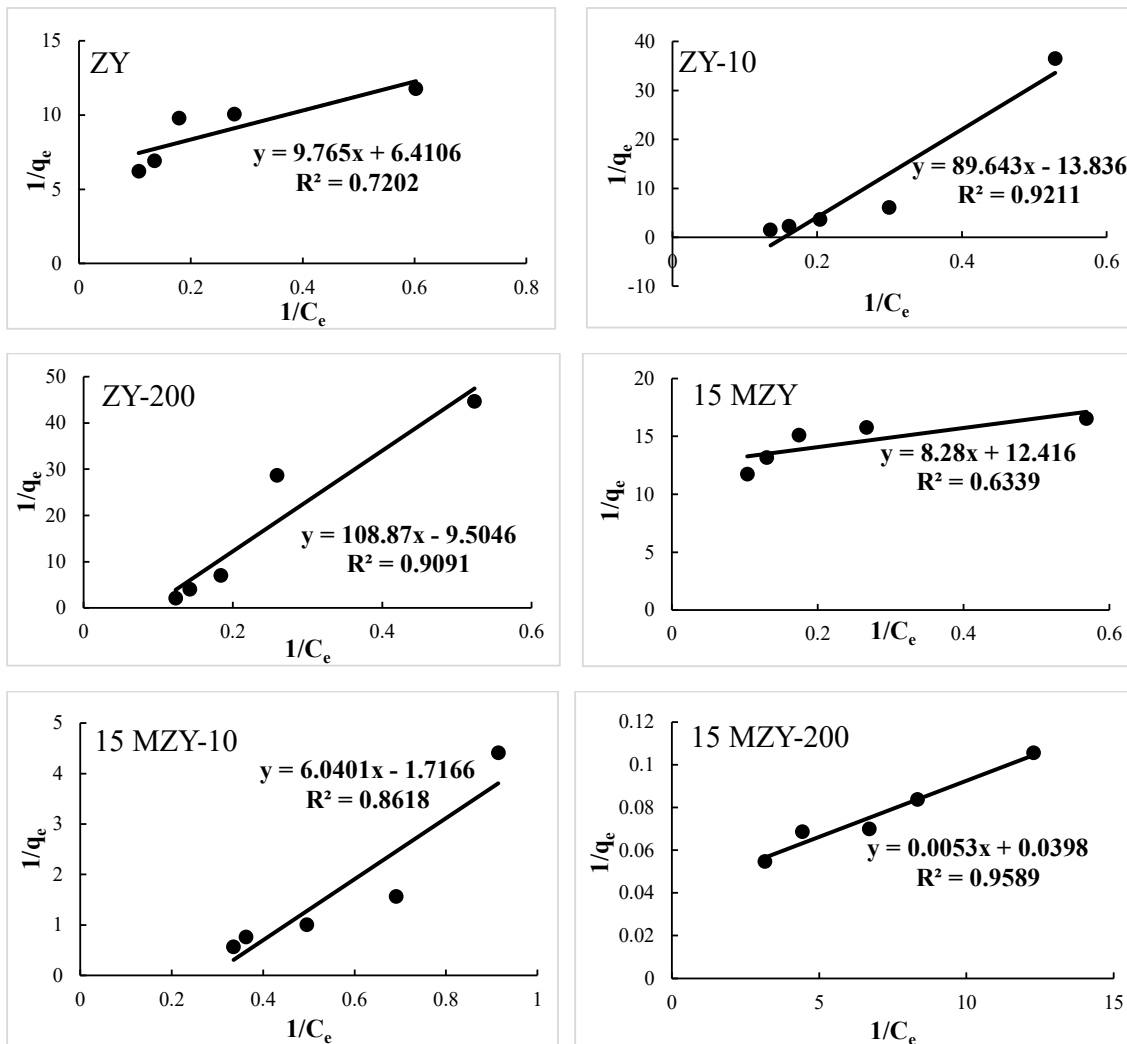 ZY
15
10
5
0
0
0.2
0.4
0.6
0.8
1/qe
1/Ce
y = 9.765x + 6.4106
R² = 0.7202
ZY-10
40
30
20
10
0
-10
0
0.2
0.4
0.6
1/qe
1/Ce
y = 89.643x - 13.836
R² = 0.9211
ZY-200
50
40
30
20
10
0
0
0.2
0.4
0.6
1/qe
1/Ce
y = 108.87x - 9.5046
R² = 0.9091
15 MZY
20
15
10
5
0
0
0.2
0.4
0.6
1/qe
1/Ce
y = 8.28x + 12.416
R² = 0.6339
15 MZY-10
5
4
3
2
1
0
0
0.2
0.4
0.6
0.8
1
1/qe
1/Ce
y = 6.0401x - 1.7166
R² = 0.8618
15 MZY-200
0.12
0.1
0.08
0.06
0.04
0.02
0
0
5
10
15
1/qe
1/Ce
y = 0.0053x + 0.0398
R² = 0.9589